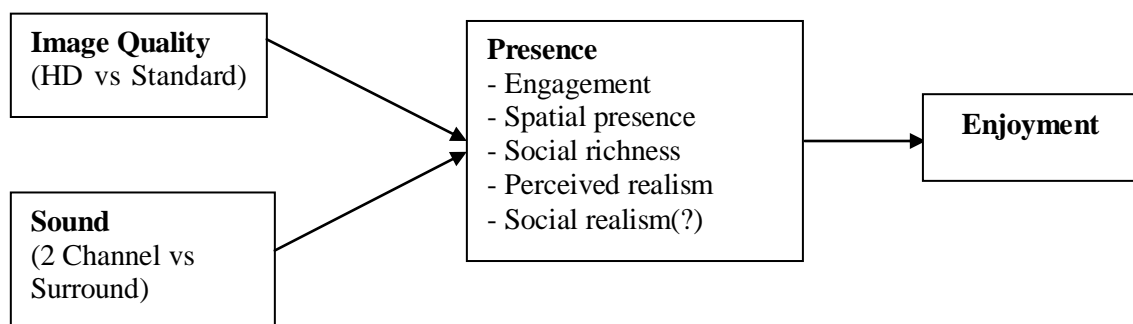 Image Quality
(HD vs Standard)
Sound
(2 Channel vs
Surround)
Presence
- Engagement
- Spatial presence
- Social richness
- Perceived realism
- Social realism(?)
Enjoyment